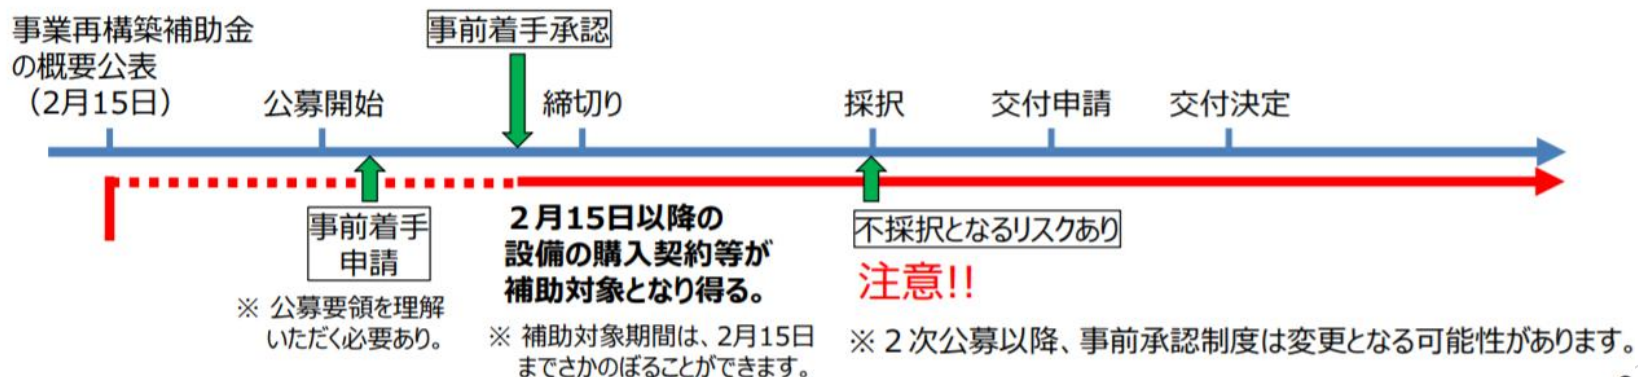 事業再構築補助金
の概要公表
（2月15日）
公募開始
事前着手承認
締切り
採択
交付申請
交付決定
事前着手
申請
※ 公募要領を理解
いただく必要あり。
２月15日以降の
設備の購入契約等が
補助対象となり得る。
※ 補助対象期間は、2月15日
までさかのぼることができます。
不採択となるリスクあり
注意!!
※２次公募以降、事前承認制度は変更となる可能性があります。